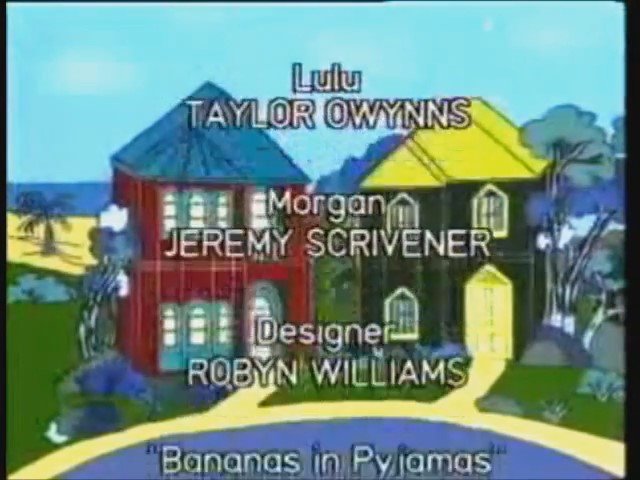 Lulu
TAYLOR OWYNNS
Morgan
JEREMY SCRIVENER
Designer
ROBYN WILLIAMS
"Bananas in Pyjamas"